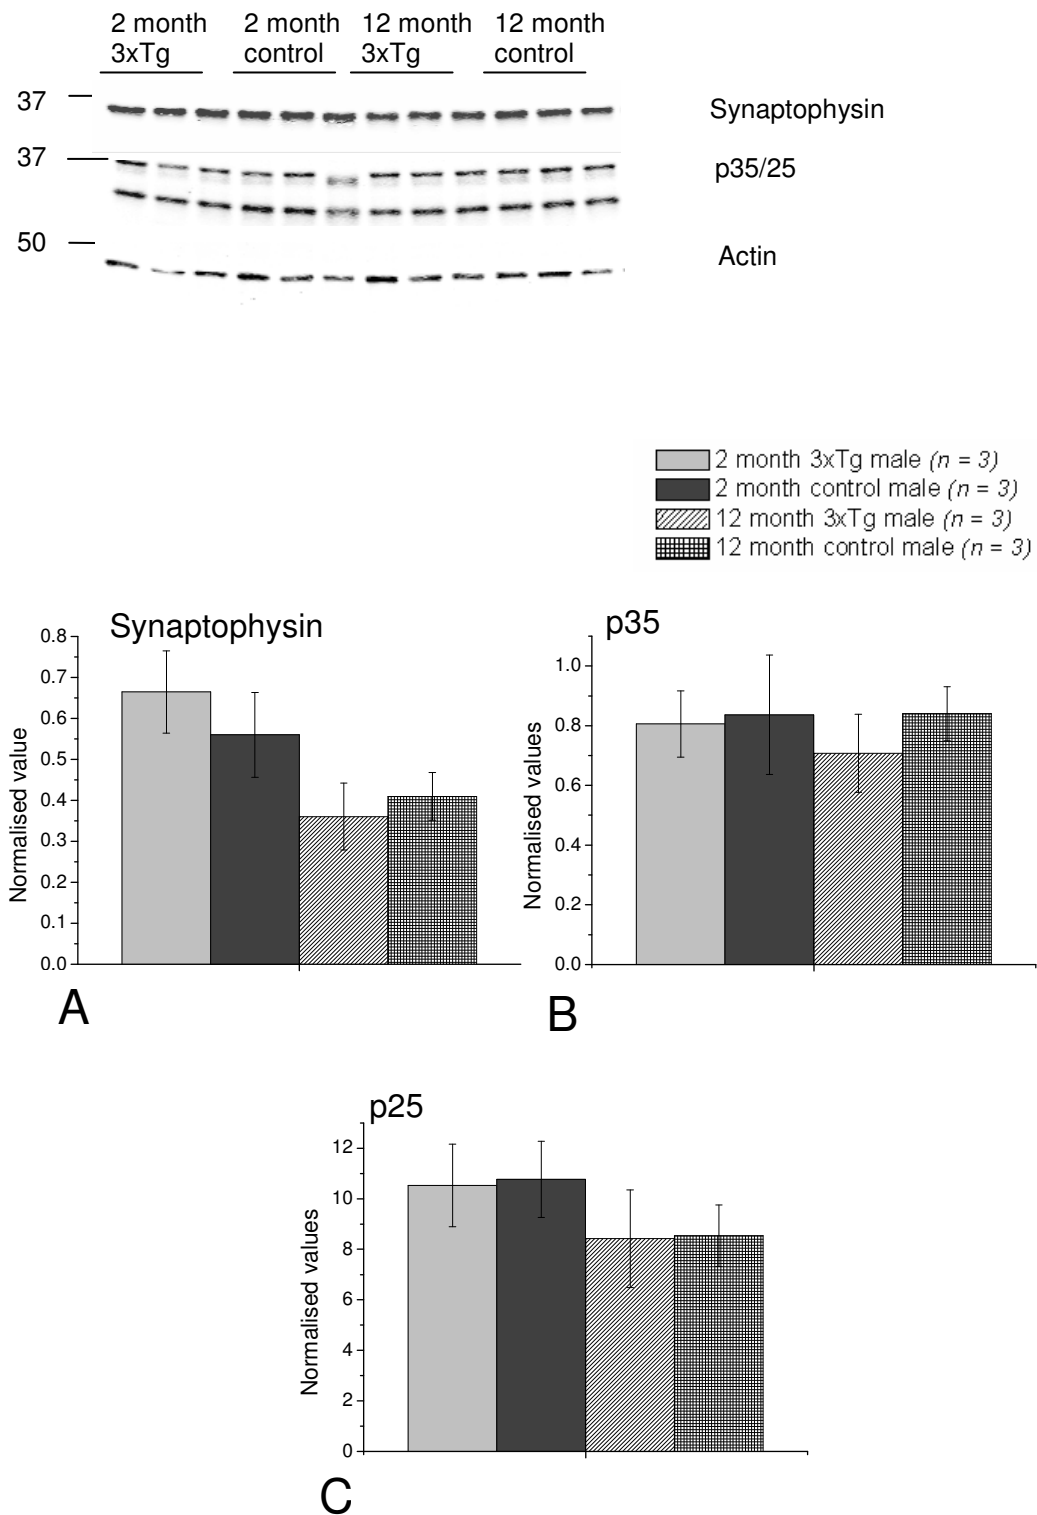 2 month 2 month 12 month 12 month
3xTg control 3xTg control
37
Synaptophysin
37
p35/25
50
Actin
2 month 3xTg male (n = 3)
2 month control male (n = 3)
12 month 3xTg male (n = 3)
12 month control male (n = 3)
Synaptophysin
Normalised value
0.8
0.7
0.6
0.5
0.4
0.3
0.2
0.1
0.0
A
p35
Normalised values
1.0
0.8
0.6
0.4
0.2
0.0
B
p25
Normalised values
12
10
8
6
4
2
0
C